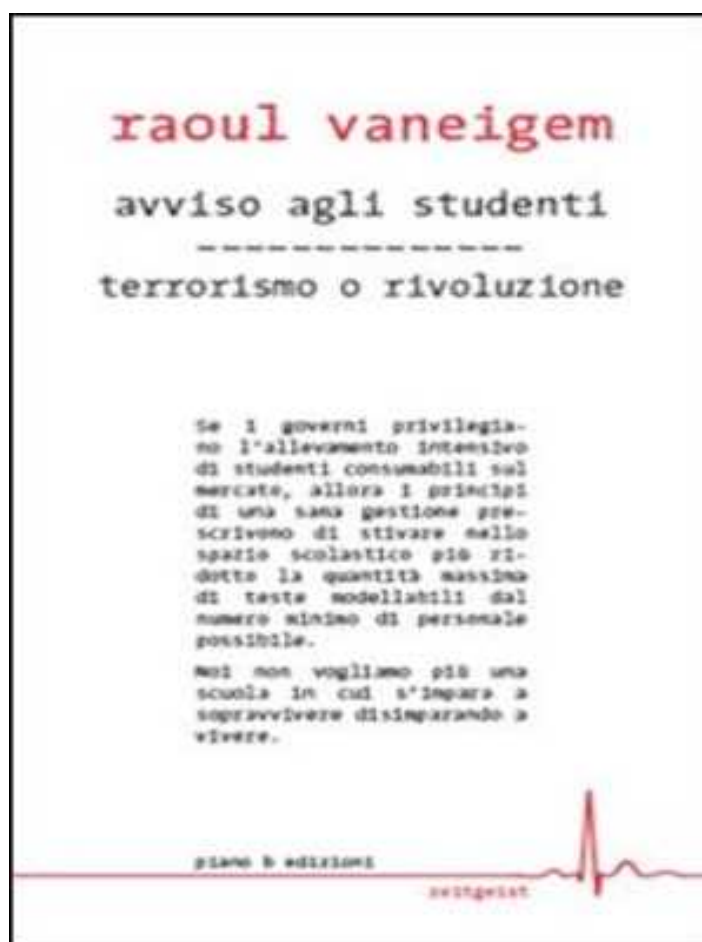 raoul vaneigem
avviso agli studenti
--------------
terrorismo o rivoluzione
Se i governi privilegia-
no l'allevamento intensivo
di studenti consumabili sul
mercato, allora i principi
di una sana gestione pre-
scrivono di stivare nello
spazio scolastico più ri-
dotto la quantità massima
di teste modellabili dal
numero minimo di personale
possibile.
Noi non vogliamo più una
scuola in cui s'impara a
sopravvivere disimparando a
vivere.
piano b edizioni
zeitgeist